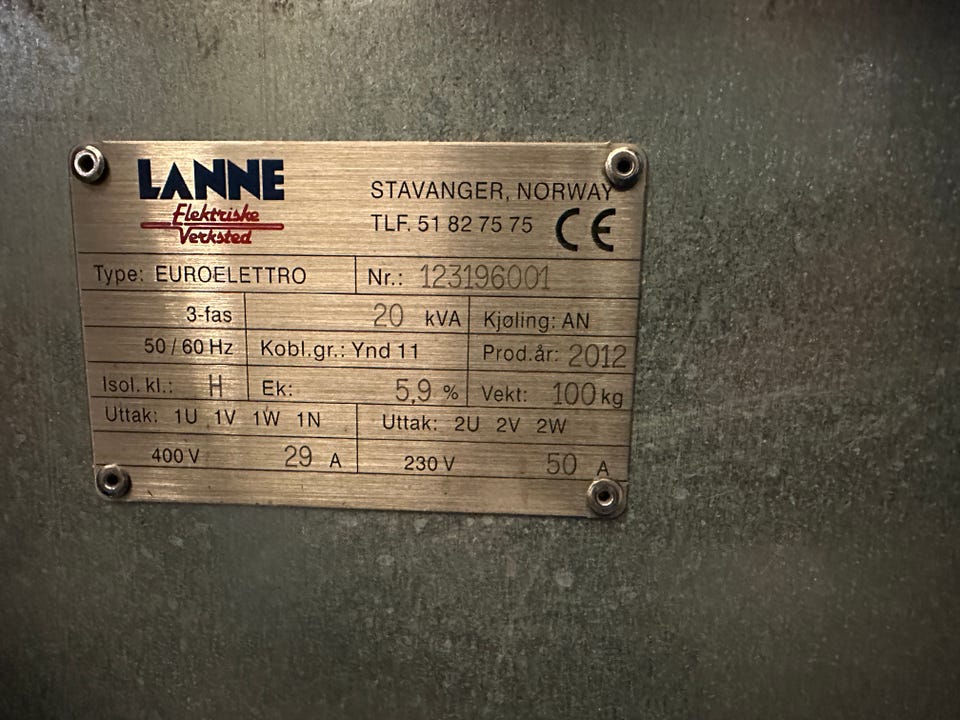 LANNE
Elektriske
Verksted
STAVANGER, NORWAY
TLF. 51 82 75 75 CE
Type: EUROELETTRO Nr.: 123196001
3-fas 20 kVA Kjøling: AN
50 / 60 Hz Kobl.gr.: Ynd 11 Prod.år: 2012
Isol. kl.: H Ek: 5,9 % Vekt: 100 kg
Uttak: 1U 1V 1W 1N Uttak: 2U 2V 2W
400 V 29 A 230 V 50 A